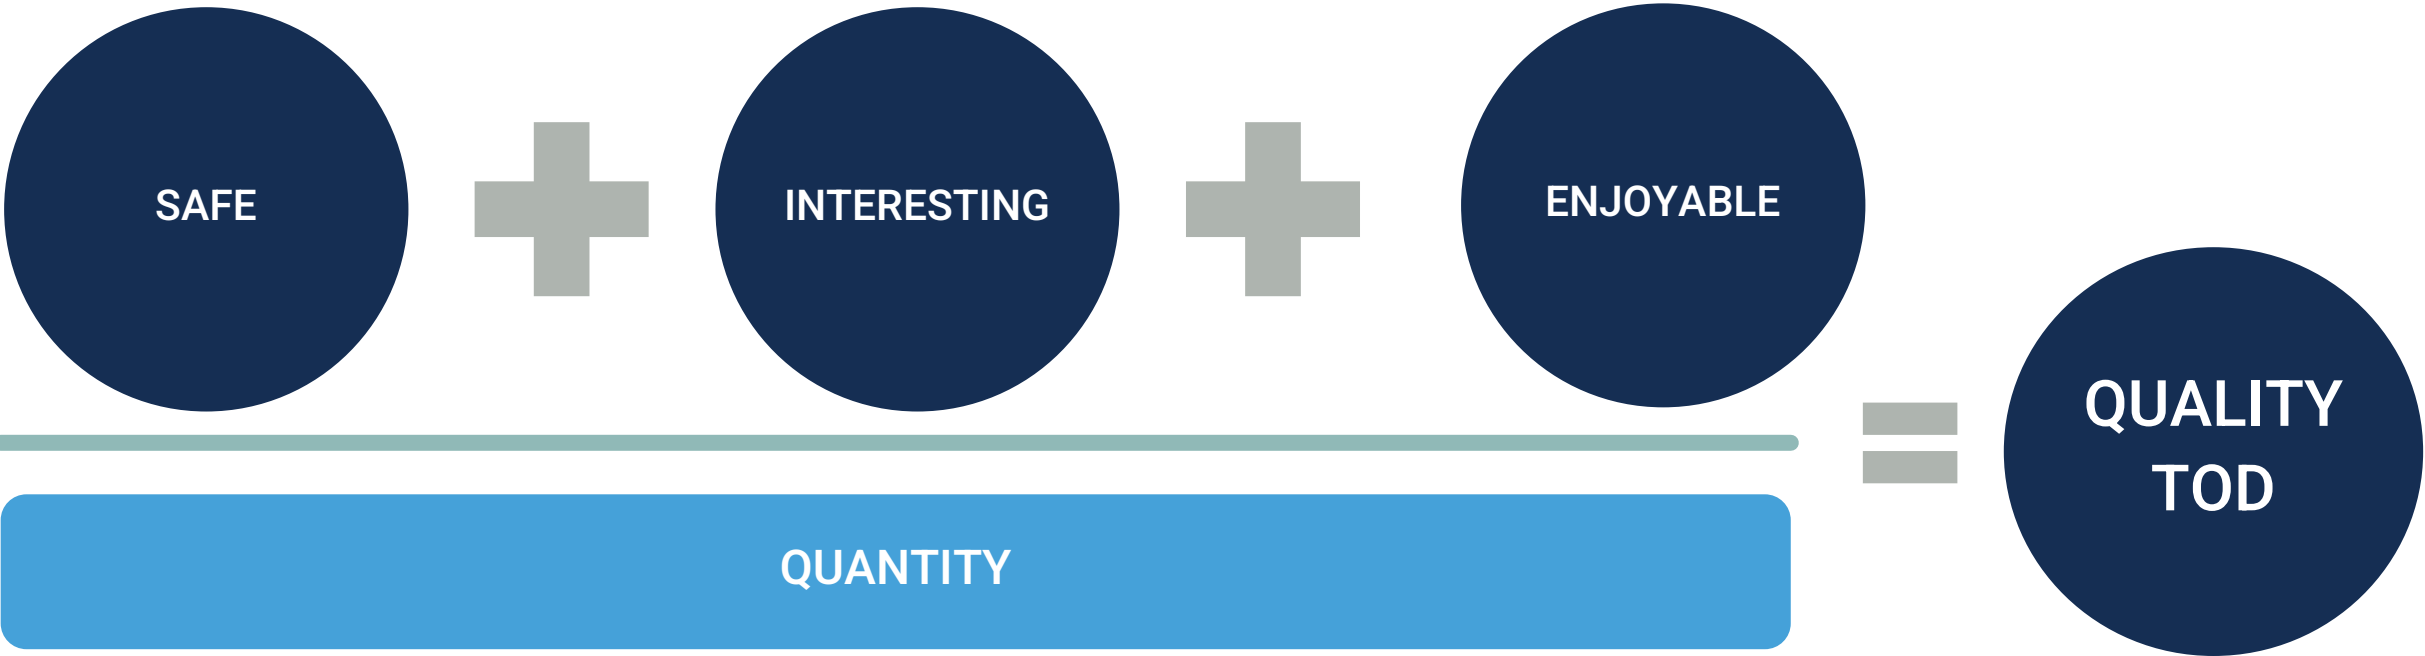 SAFE
INTERESTING
ENJOYABLE
QUALITY
TOD
QUANTITY